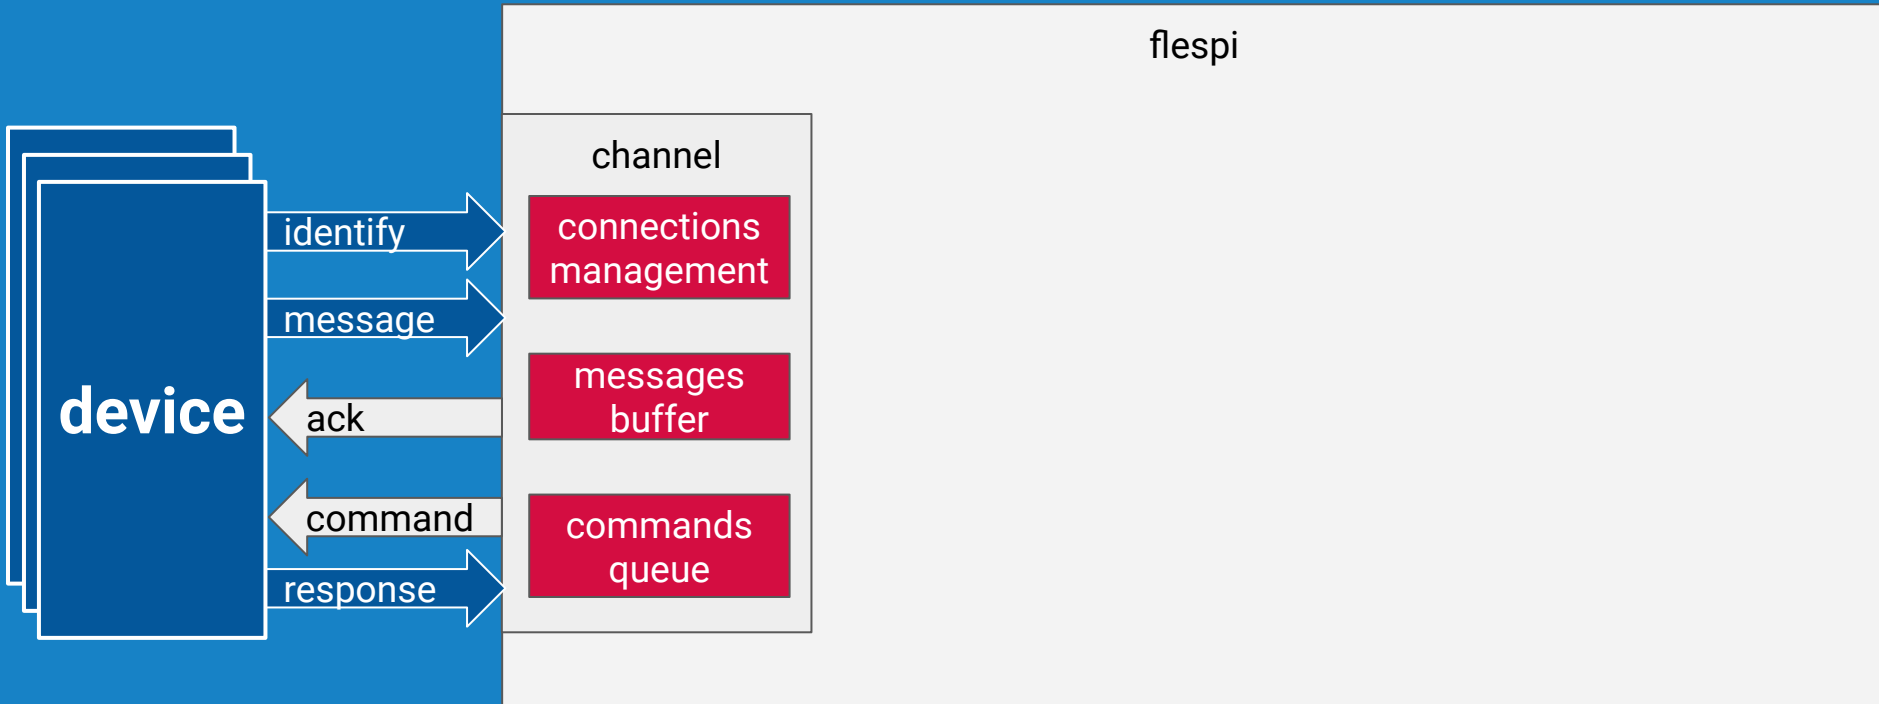 flespi
channel
connections
management
identify
message
messages
buffer
device
ack
command
commands
queue
response